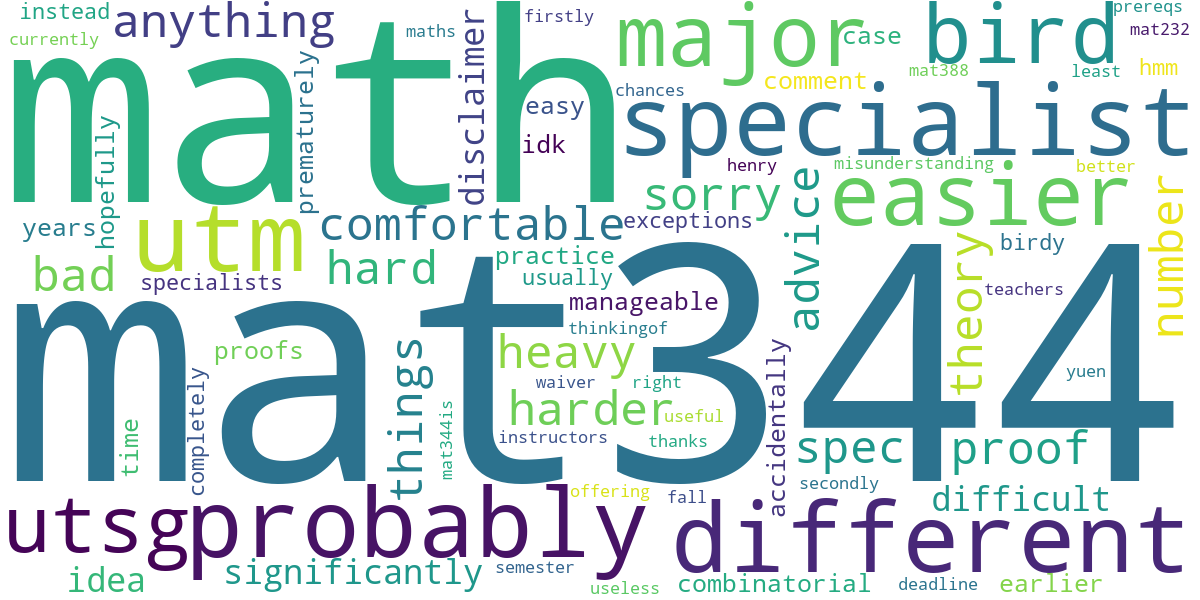 instead
anything
currently
math
prematurely
hopefully
maths
disclaimer
firstly
easy
idk
major
case
bird
prereqs
mat232
mat388
least
hmm
comment
chances
specialist
henry
misunderstanding
better
sorry
easier
years
utm
comfortable
exceptions
advice
theory
birdy
number
bad
specialists
hard
practice
usually
manageable
teachers
thinkingof
mat344
proofs
completely
things
heavy
waiver
right
harder
useful
yuen
time
mat344is
instructors
thanks
accidentally
spec
proof
secondly
utsg
probably
offering
fall
different
difficult
idea
significantly
semester
useless
combinatorial
deadline
earlier